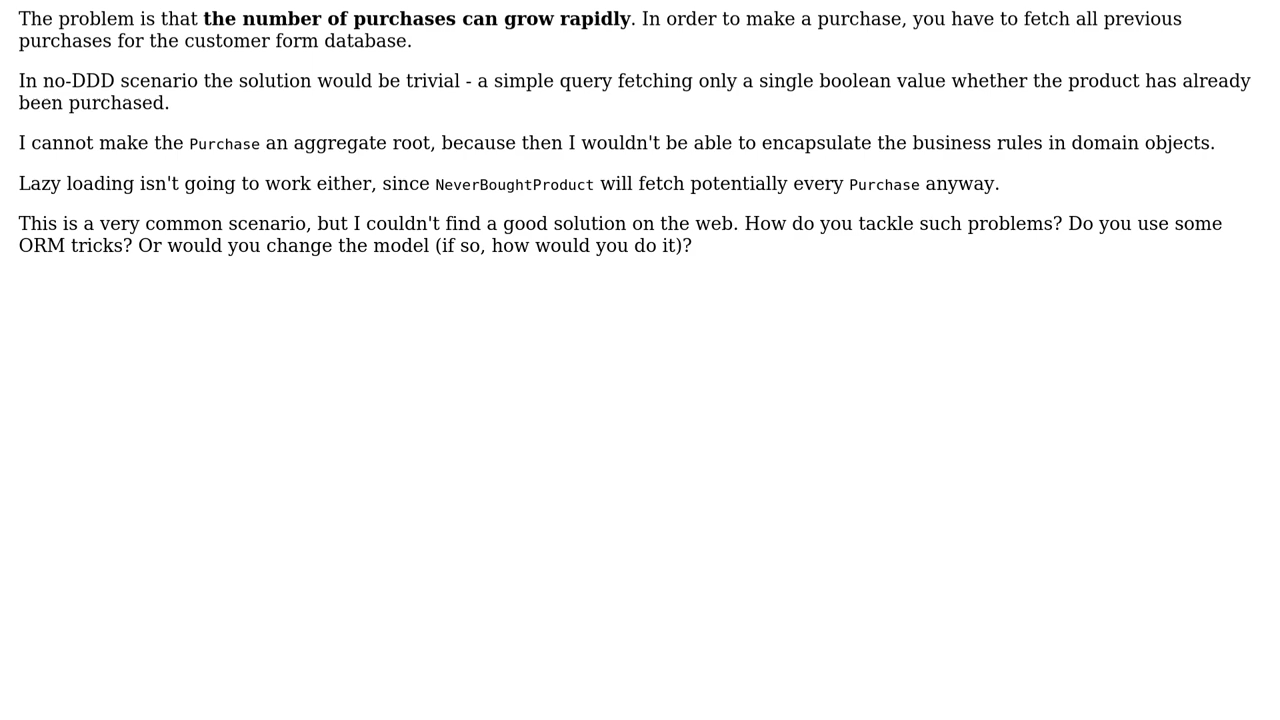 The problem is that the number of purchases can grow rapidly. In order to make a purchase, you have to fetch all previous
purchases for the customer form database.
In no-DDD scenario the solution would be trivial - a simple query fetching only a single boolean value whether the product has already
been purchased.
I cannot make the Purchase an aggregate root, because then I wouldn't be able to encapsulate the business rules in domain objects.
Lazy loading isn't going to work either, since NeverBoughtProduct will fetch potentially every Purchase anyway.
This is a very common scenario, but I couldn't find a good solution on the web. How do you tackle such problems? Do you use some
ORM tricks? Or would you change the model (if so, how would you do it)?